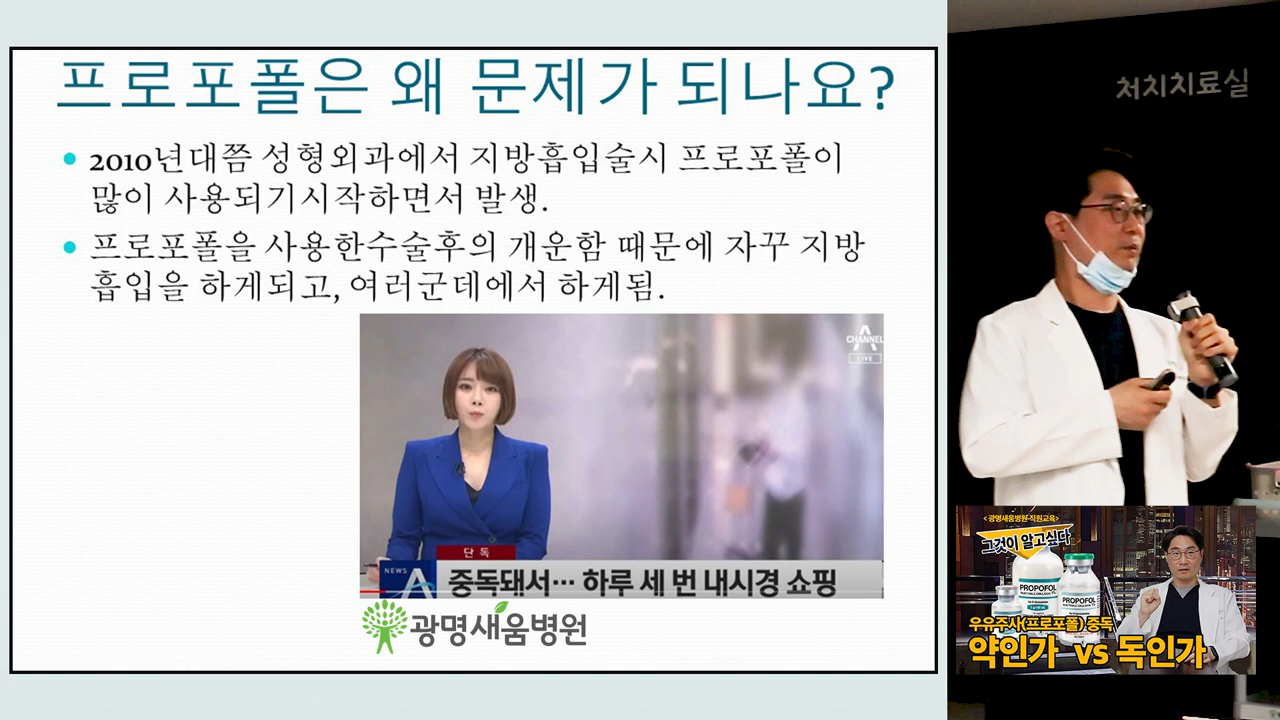 프로포폴은 왜 문제가 되나요?
2010년대쯤 성형외과에서 지방흡입술시 프로포폴이
많이 사용되기시작하면서 발생.
프로포폴을 사용한수술후의 개운함 때문에 자꾸 지방
흡입을 하게되고, 여러군데에서 하게됨.
CHANNEL
A
LIVE
단독
NEWS
A
중독돼서… 하루 세 번 내시경 쇼핑
광명새움병원
처치치료실
<광명새움병원 직원교육>
그것이 알고싶다
PROPOFOL
PROPOFOL
우유주사(프로포폴) 중독
약인가 vs 독인가